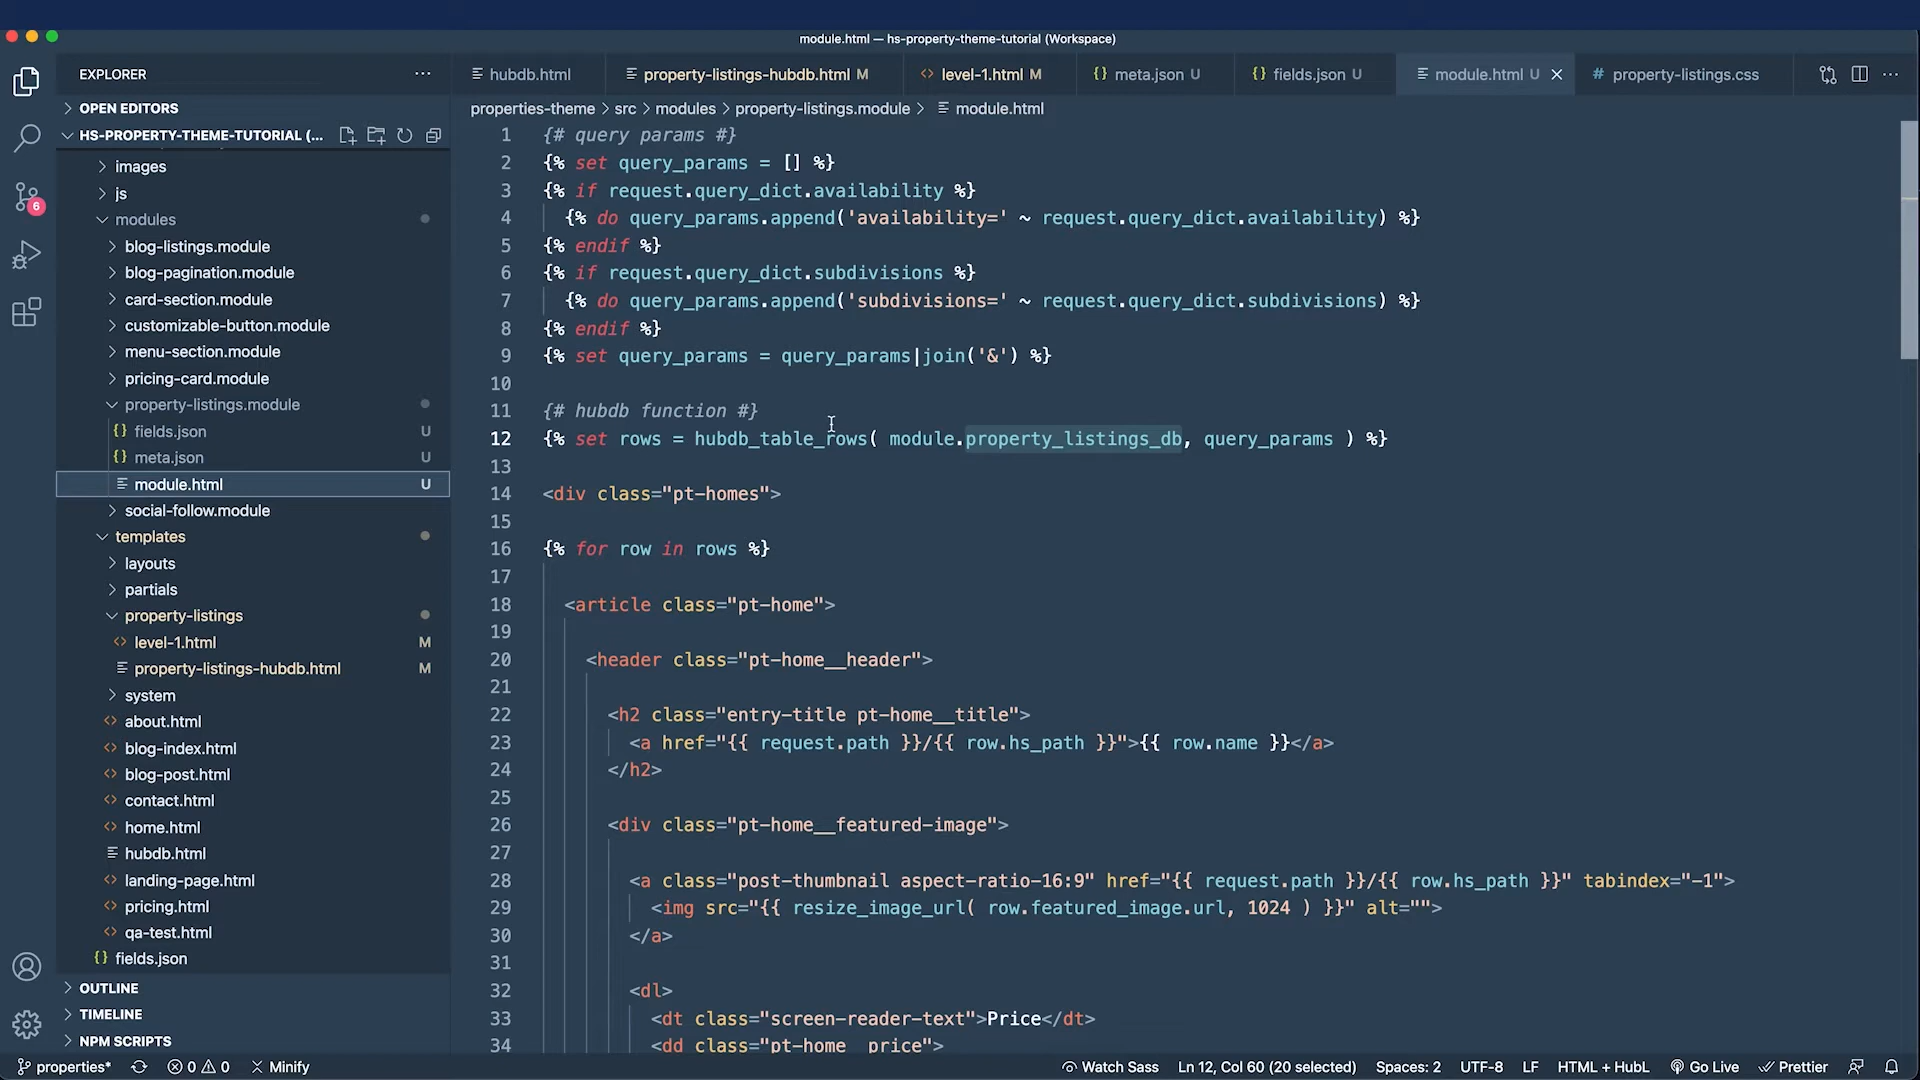 module.html — hs-property-theme-tutorial (Workspace)
EXPLORER
hubdb.html
property-listings-hubdb.html M
level-1.html M
meta.json U
fields.json U
module.html U
property-listings.css
properties-theme > src > modules > property-listings.module > module.html
OPEN EDITORS
HS-PROPERTY-THEME-TUTORIAL (...
images
js
modules
blog-listings.module
blog-pagination.module
card-section.module
customizable-button.module
menu-section.module
pricing-card.module
property-listings.module
fields.json U
meta.json U
module.html U
social-follow.module
templates
layouts
partials
property-listings
level-1.html M
property-listings-hubdb.html M
system
about.html
blog-index.html
blog-post.html
contact.html
home.html
hubdb.html
landing-page.html
pricing.html
qa-test.html
fields.json
OUTLINE
TIMELINE
NPM SCRIPTS
6
1 {# query params #}
2 {% set query_params = [] %}
3 {% if request.query_dict.availability %}
4 {% do query_params.append('availability=' ~ request.query_dict.availability) %}
5 {% endif %}
6 {% if request.query_dict.subdivisions %}
7 {% do query_params.append('subdivisions=' ~ request.query_dict.subdivisions) %}
8 {% endif %}
9 {% set query_params = query_params|join('&') %}
10
11 {# hubdb function #}
12 {% set rows = hubdb_table_rows( module.property_listings_db, query_params ) %}
13
14 <div class="pt-homes">
15
16 {% for row in rows %}
17
18 <article class="pt-home">
19
20 <header class="pt-home__header">
21
22 <h2 class="entry-title pt-home__title">
23 <a href="{{ request.path }}/{{ row.hs_path }}">{{ row.name }}</a>
24 </h2>
25
26 <div class="pt-home__featured-image">
27
28 <a class="post-thumbnail aspect-ratio-16:9" href="{{ request.path }}/{{ row.hs_path }}" tabindex="-1">
29 <img src="{{ resize_image_url( row.featured_image.url, 1024 ) }}" alt="">
30 </a>
31
32 <dl>
33 <dt class="screen-reader-text">Price</dt>
34 <dd class="pt-home__price">
properties* 0 0 Minify Watch Sass Ln 12, Col 60 (20 selected) Spaces: 2 UTF-8 LF HTML + HubL Go Live Prettier